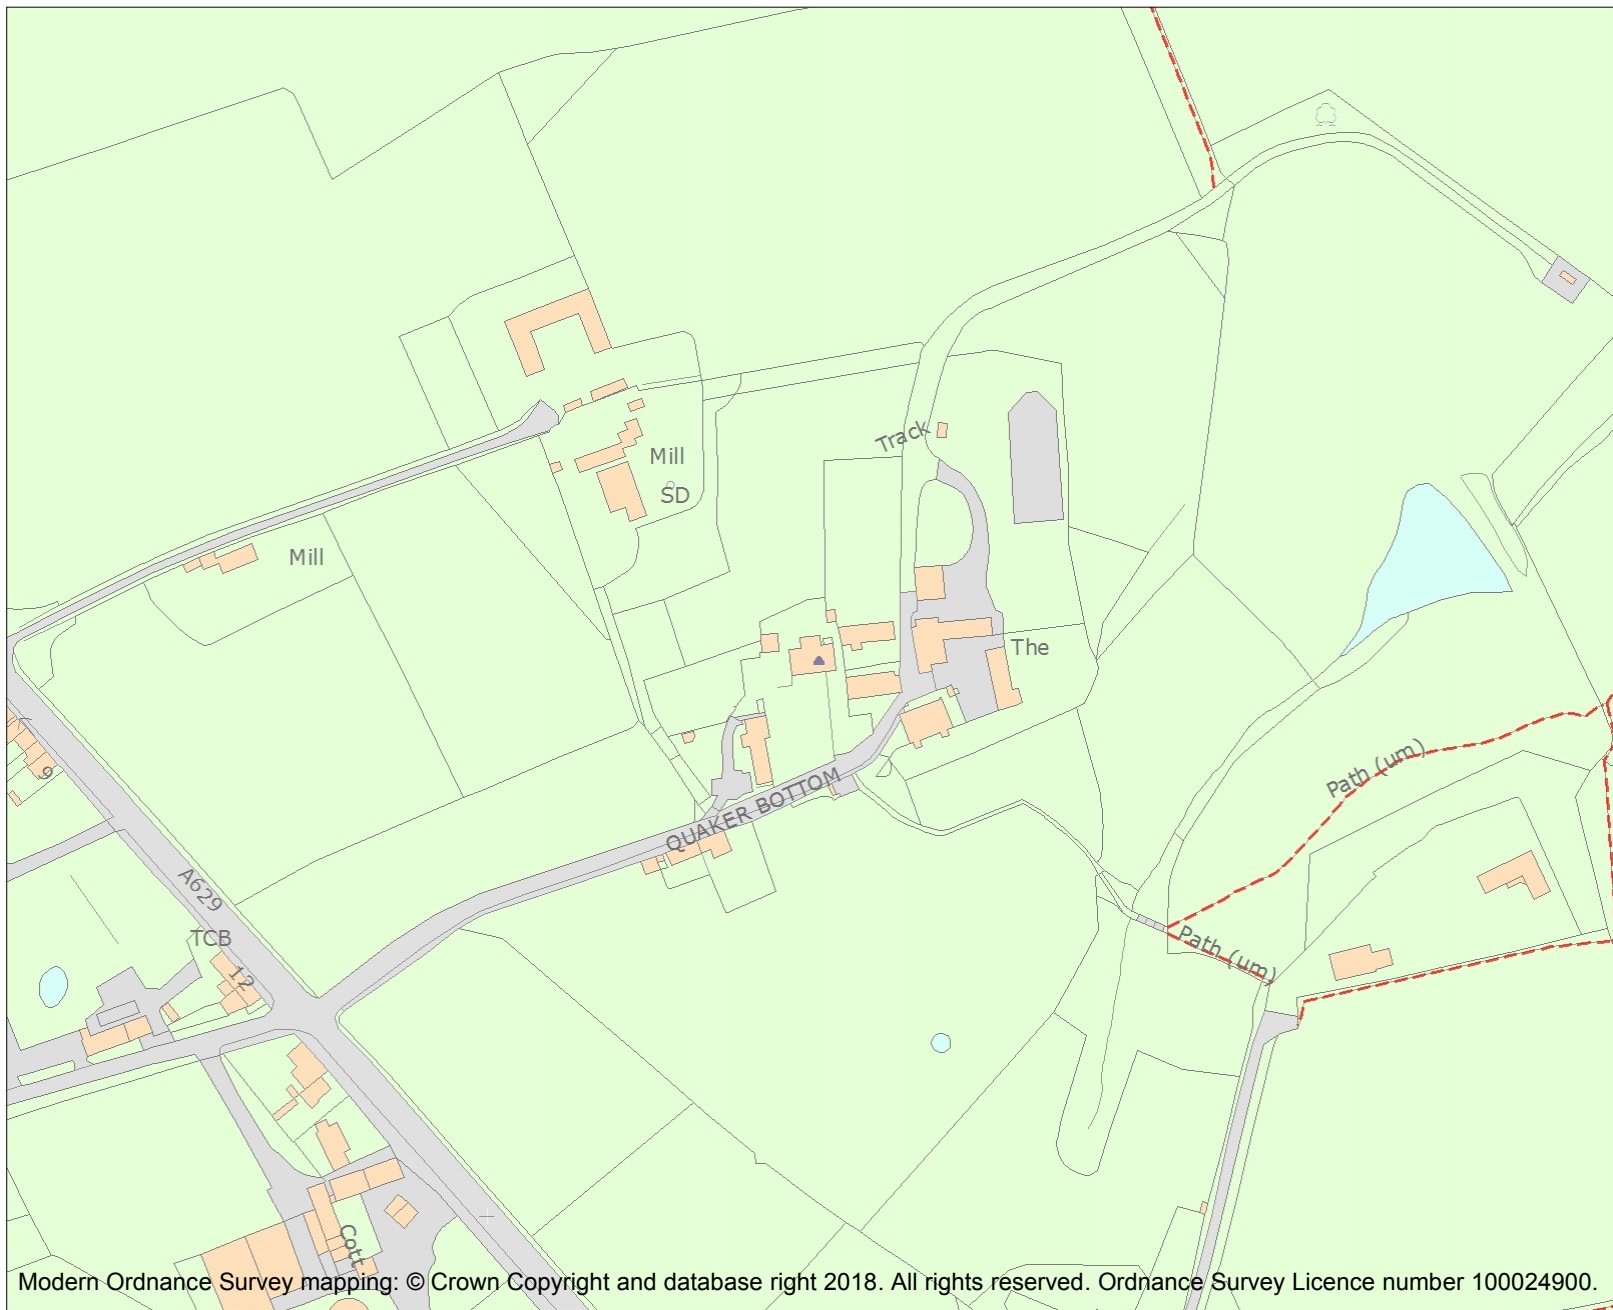 Track
Mill
SD
Mill
The
9
Path (um)
QUAKER BOTTOM
A629
TCB
12
Path (um)
Cott
Modern Ordnance Survey mapping: © Crown Copyright and database right 2018. All rights reserved. Ordnance Survey Licence number 100024900.